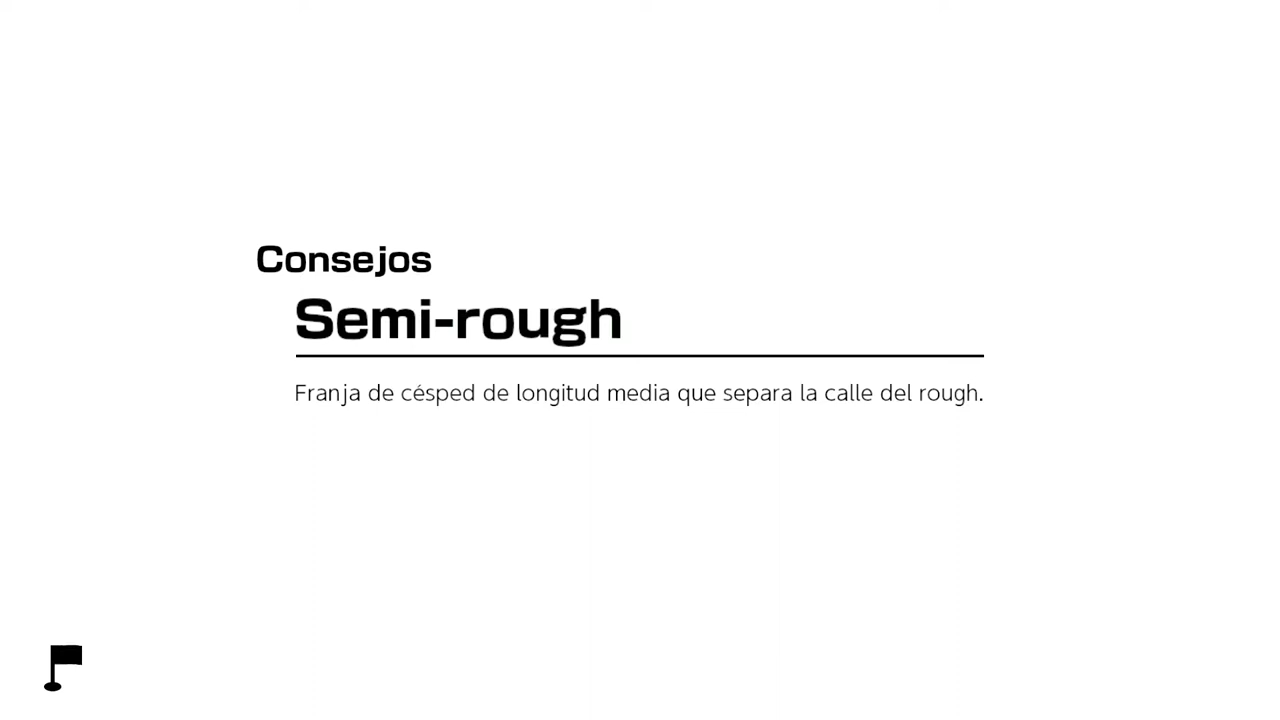 Consejos
Semi-rough
Franja de césped de longitud media que separa la calle del rough.